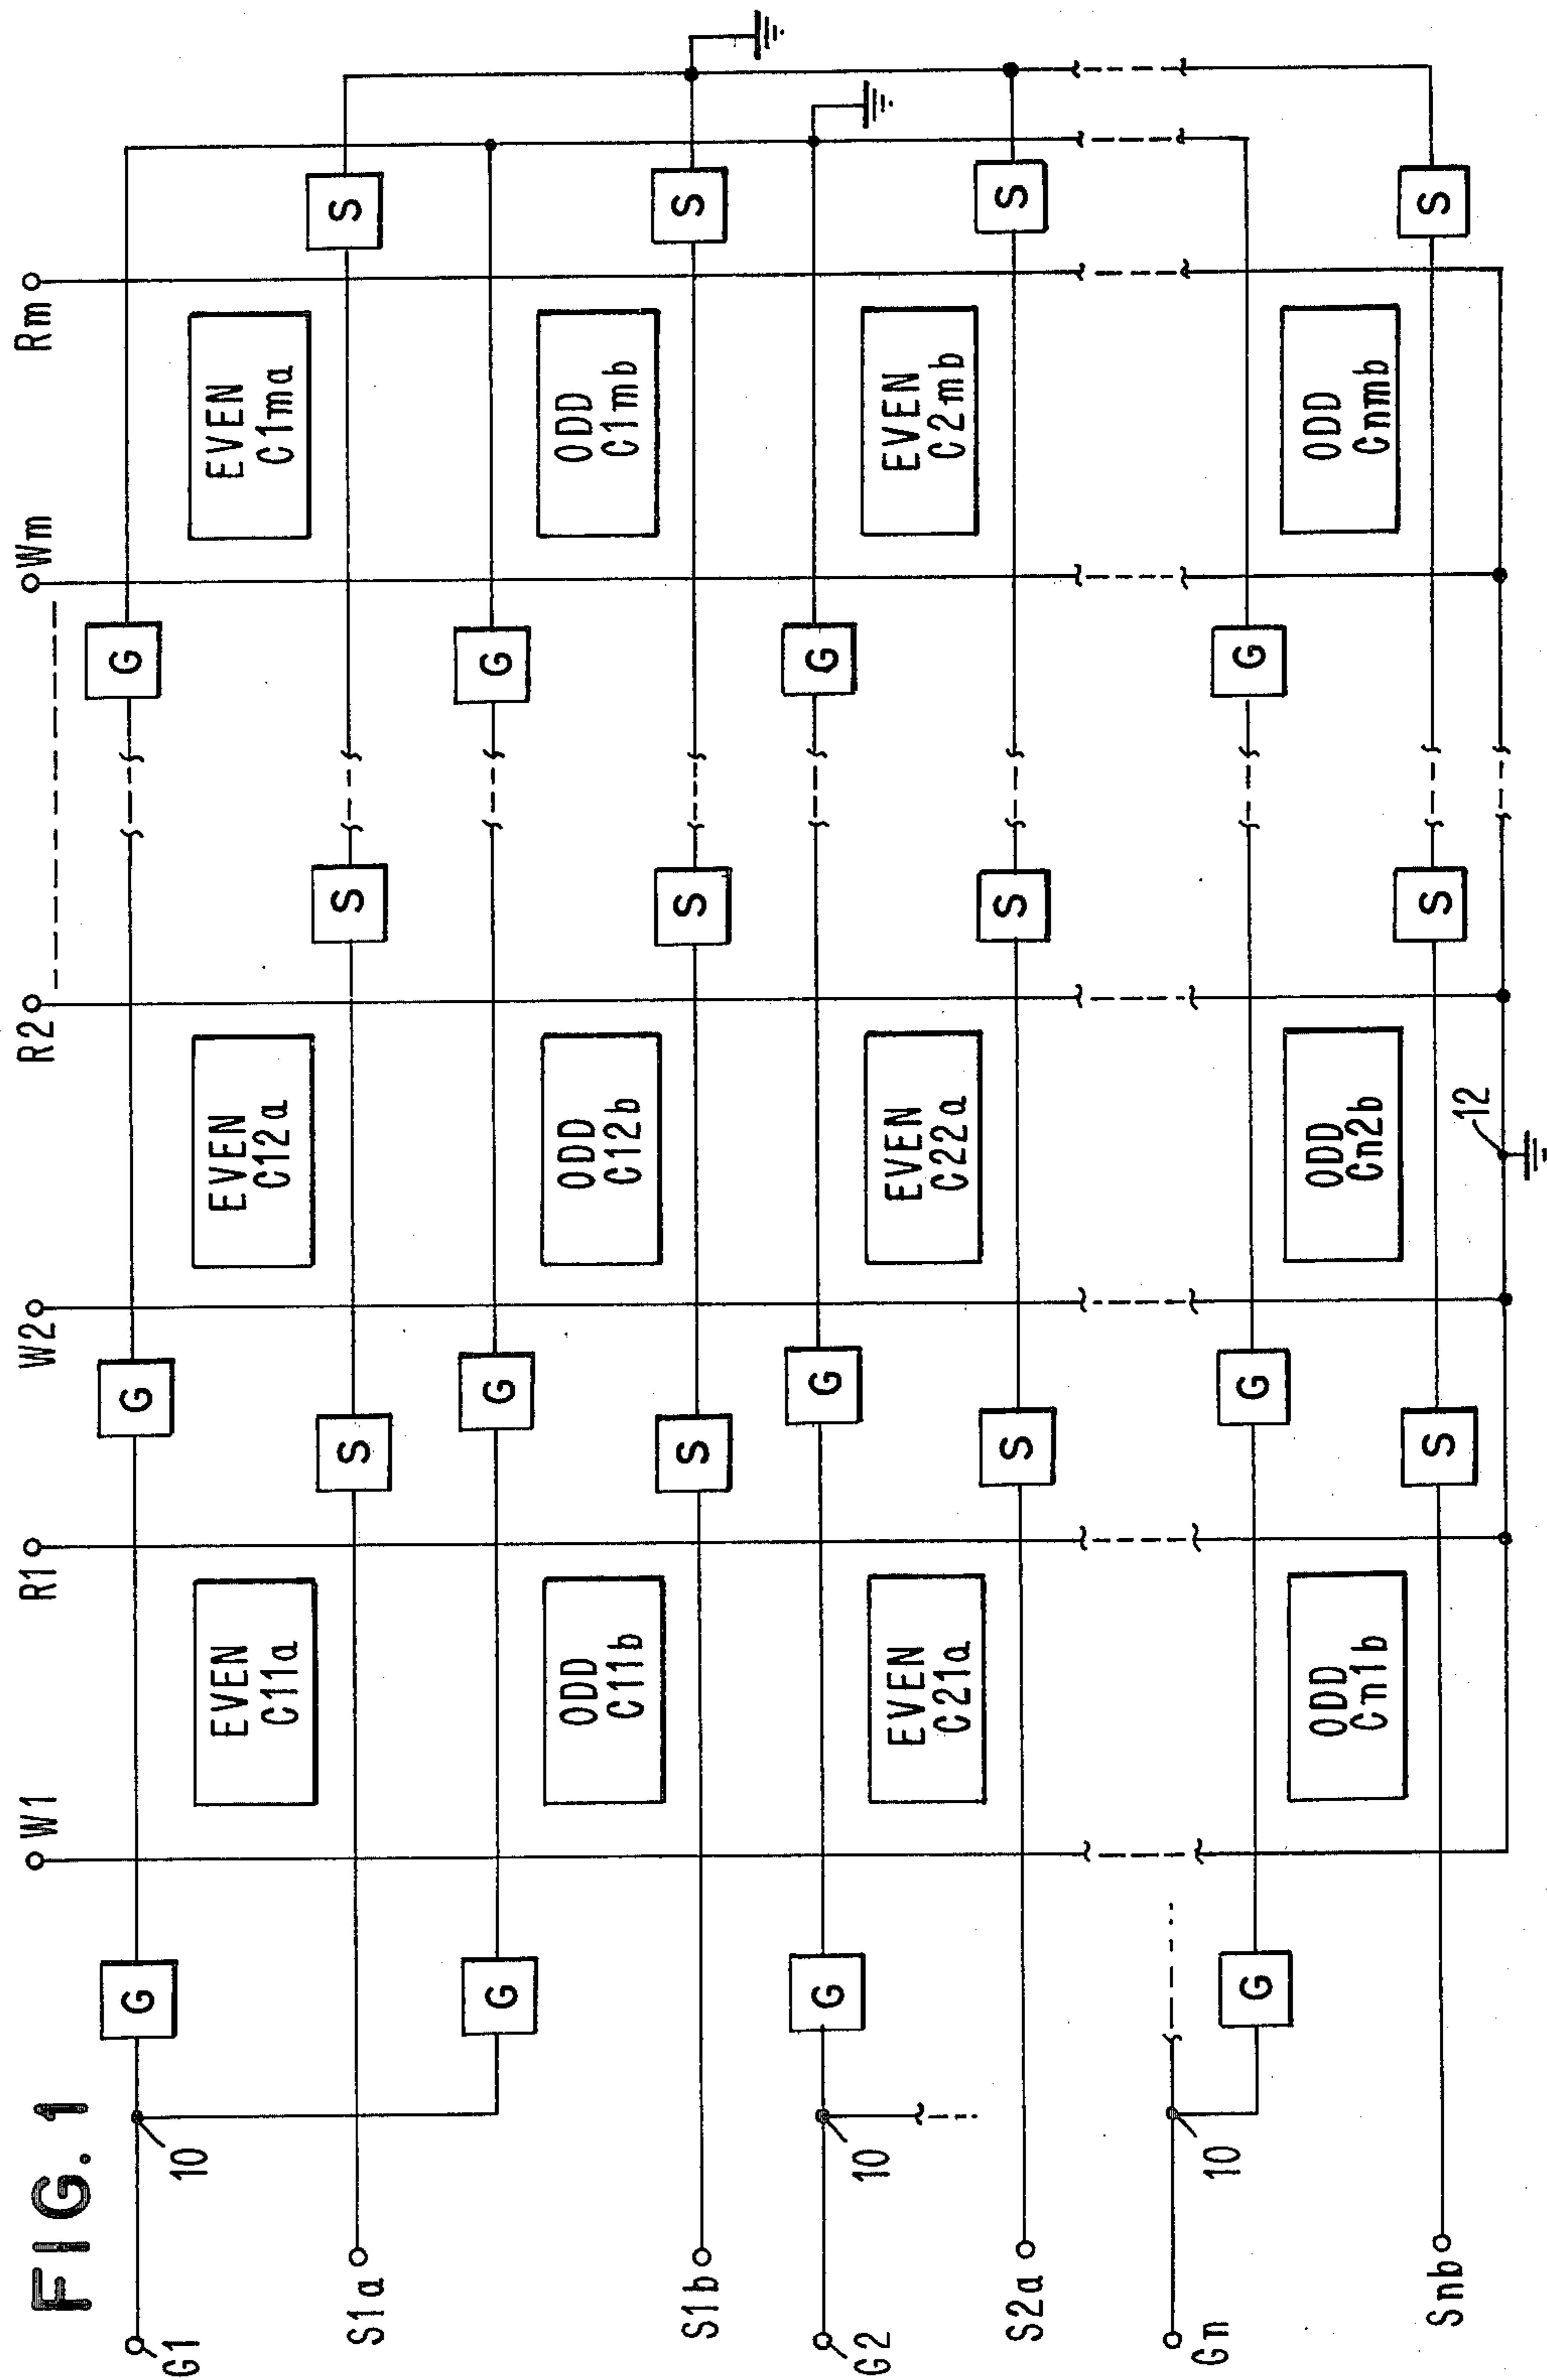 FIG. 1
W1
R1
W2
R2
Wm
Rm
G
G
G
G1
10
EVEN
C11a
EVEN
C12a
EVEN
C1ma
S1a
S
S
S
G
G
G
ODD
C11b
ODD
C12b
ODD
C1mb
S1b
S
S
S
G2
10
G
G
G
EVEN
C21a
EVEN
C22a
EVEN
C2mb
S2a
S
S
S
Gn
10
G
G
G
ODD
Cn1b
ODD
Cn2b
ODD
Cnmb
Snb
S
S
S
12